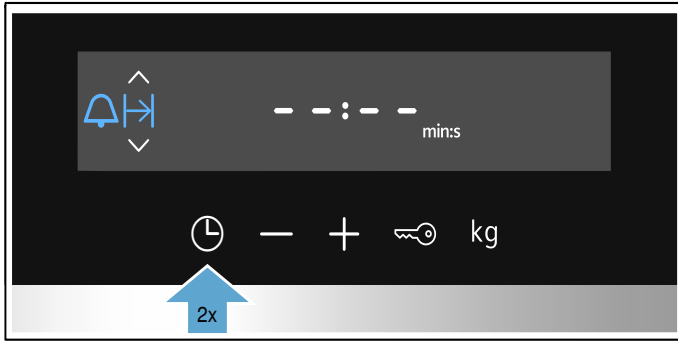 – –:– –
min:s
kg
2x